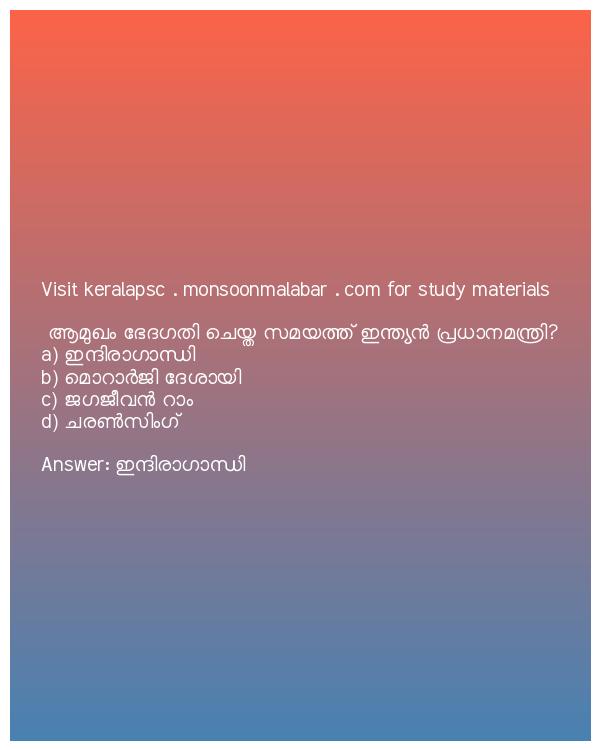 Visit keralapsc . monsoonmalabar . com for study materials
ആമുഖം ഭേദഗതി ചെയ്ത സമയത്ത് ഇന്ത്യൻ പ്രധാനമന്ത്രി?
a) ഇന്ദിരാഗാന്ധി
b) മൊറാർജി ദേശായി
c) ജഗജീവൻ റാം
d) ചരൺസിംഗ്
Answer: ഇന്ദിരാഗാന്ധി